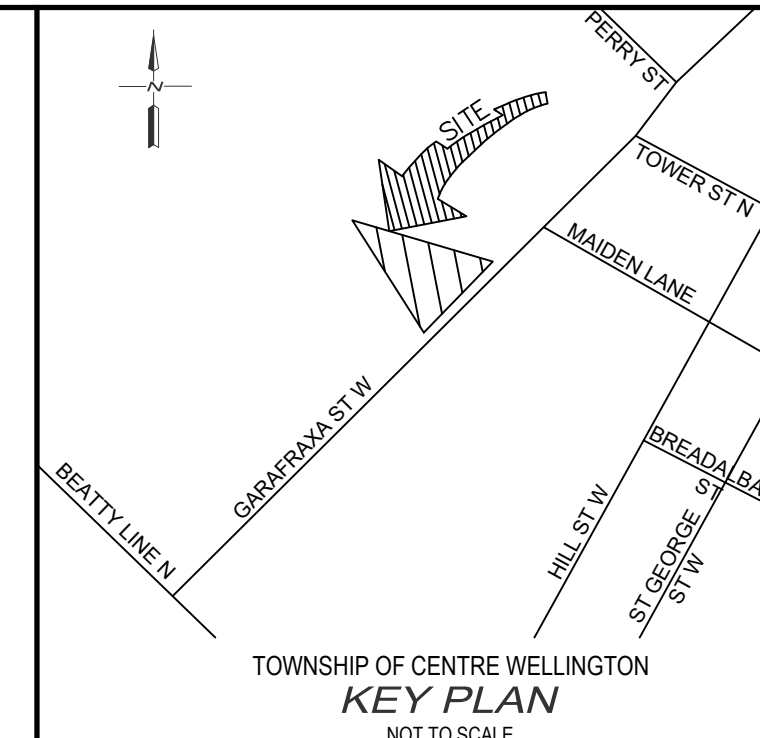 PERRY ST
N
SITE
TOWER ST N
MAIDEN LANE
GARAFRAXA ST W
BEATTY LINE N
BREADALBA
ST
HILL ST W
ST GEORGE
ST W
TOWNSHIP OF CENTRE WELLINGTON
KEY PLAN
NOT TO SCALE